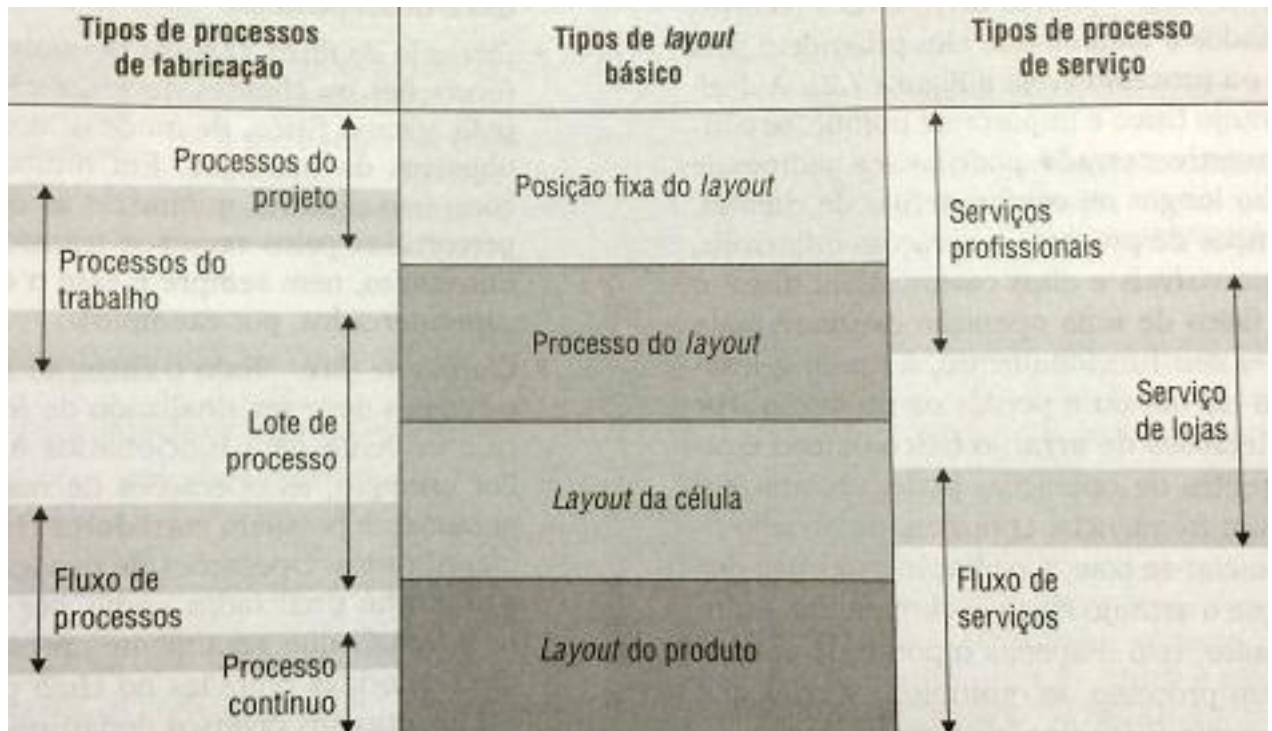 Tipos de processos
de fabricação
Tipos de layout
básico
Tipos de processo
de serviço
Processos do
projeto
Processos do
trabalho
Lote de
processo
Fluxo de
processos
Processo
contínuo
Posição fixa do layout
Processo do layout
Layout da célula
Layout do produto
Serviços
profissionais
Serviço
de lojas
Fluxo de
serviços